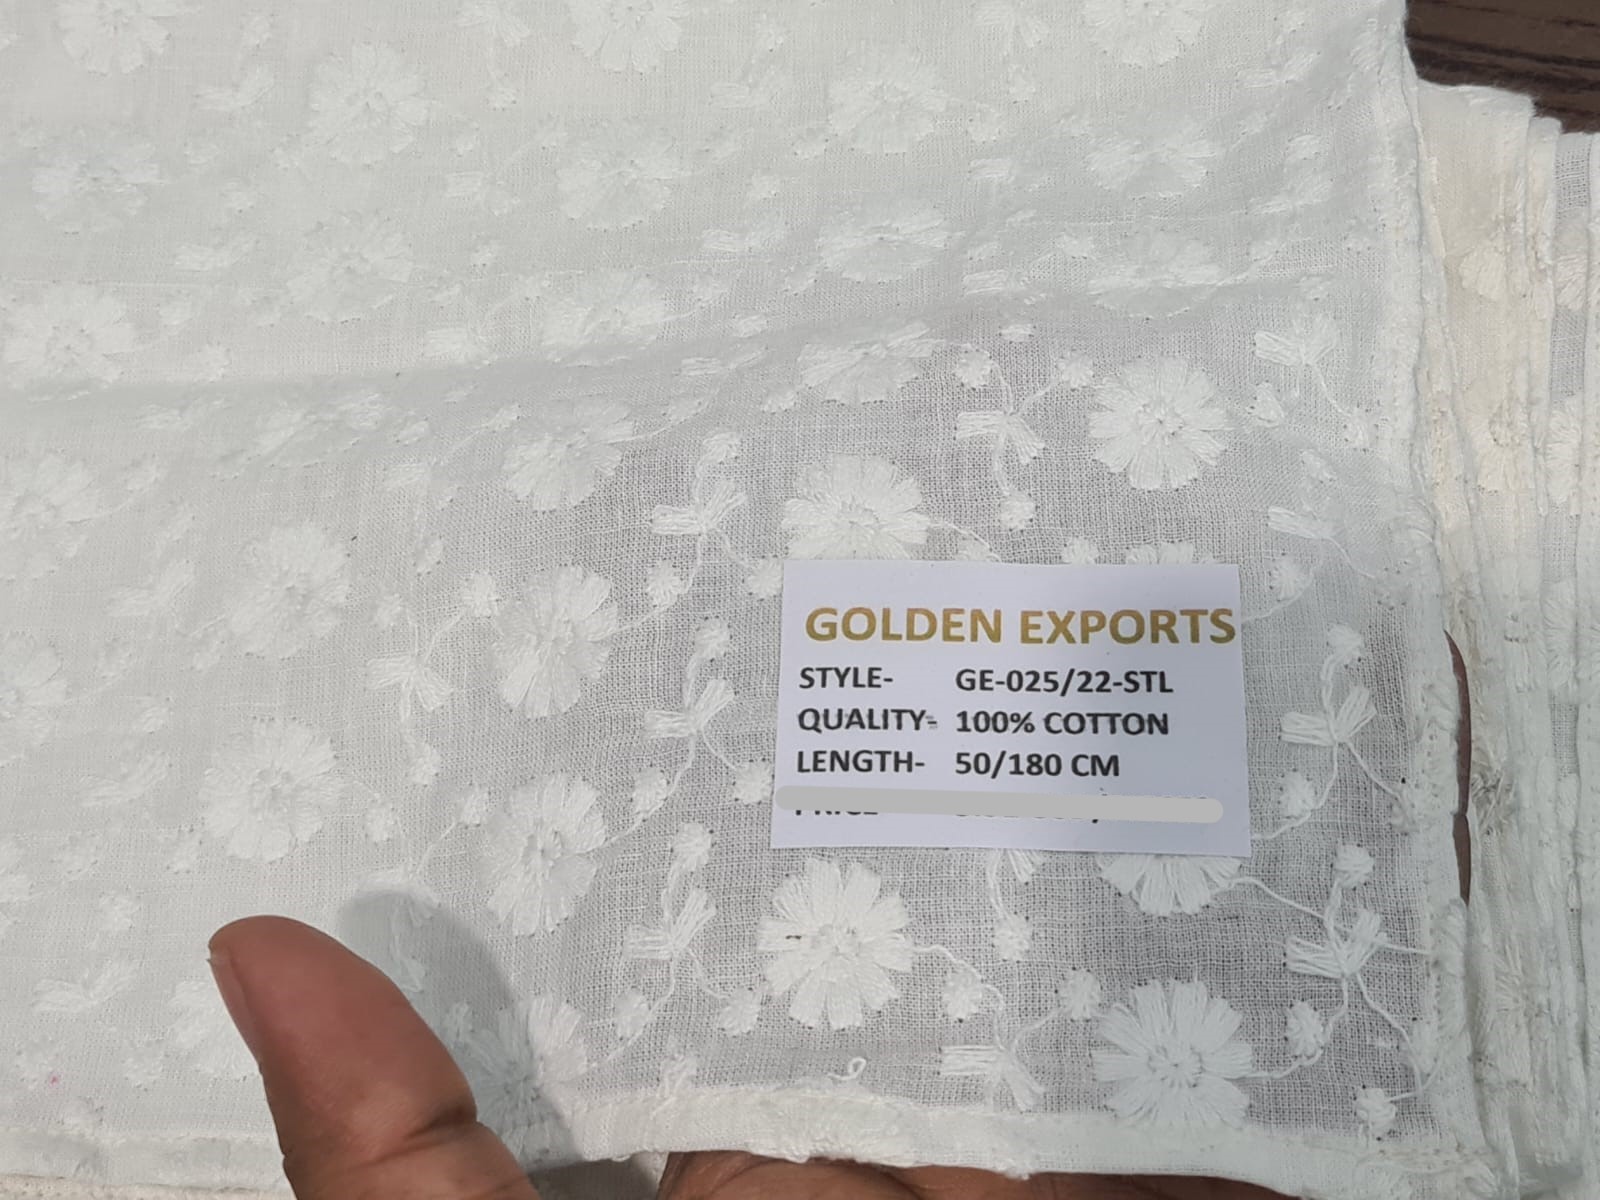 GOLDEN EXPORTS
STYLE- GE-025/22-STL
QUALITY- 100% COTTON
LENGTH- 50/180 CM